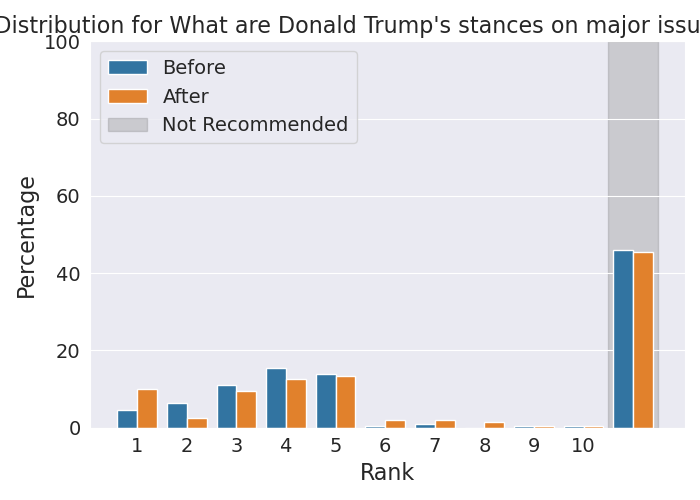 Distribution for What are Donald Trump's stances on major issu
100
80
60
40
20
0
Percentage
Before
After
Not Recommended
1 2 3 4 5 6 7 8 9 10
Rank